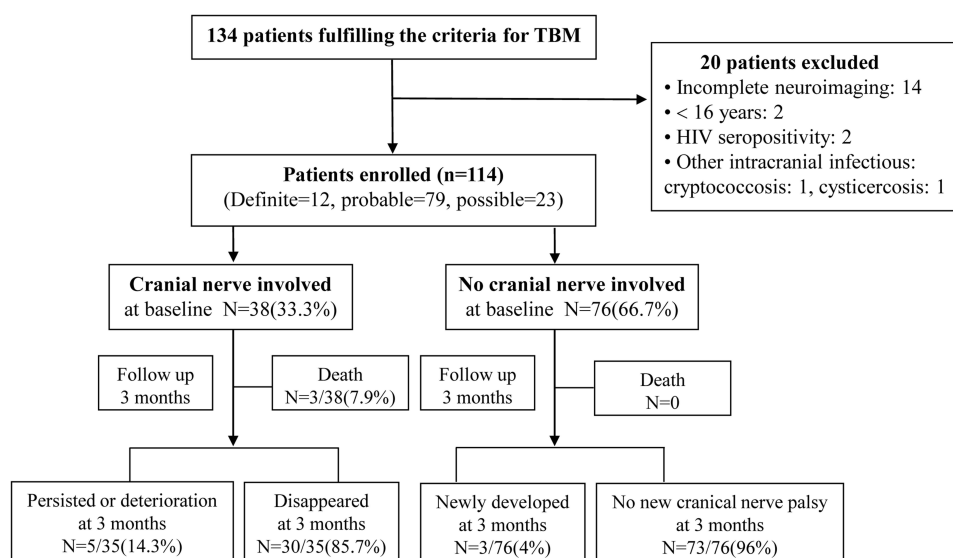 134 patients fulfilling the criteria for TBM
20 patients excluded
• Incomplete neuroimaging: 14
• < 16 years: 2
• HIV seropositivity: 2
• Other intracranial infectious:
cryptococcosis: 1, cysticercosis: 1
Patients enrolled (n=114)
(Definite=12, probable=79, possible=23)
Cranial nerve involved
at baseline N=38(33.3%)
No cranial nerve involved
at baseline N=76(66.7%)
Follow up
3 months
Death
N=3/38(7.9%)
Follow up
3 months
Death
N=0
Persisted or deterioration
at 3 months
N=5/35(14.3%)
Disappeared
at 3 months
N=30/35(85.7%)
Newly developed
at 3 months
N=3/76(4%)
No new cranical nerve palsy
at 3 months
N=73/76(96%)